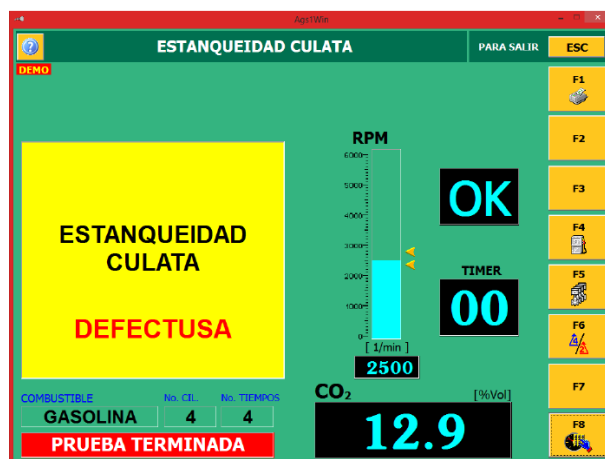 Ags1Win
ESTANQUEIDAD CULATA
PARA SALIR
ESC
DEMO
F1
F2
F3
F4
F5
F6
F7
F8
ESTANQUEIDAD
CULATA
DEFECTUSA
RPM
6000
5000
4000
3000
2000
1000
0
[ 1/min ]
2500
OK
TIMER
00
COMBUSTIBLE
No. CIL.
No. TIEMPOS
GASOLINA
4
4
PRUEBA TERMINADA
CO₂
[%Vol]
12.9